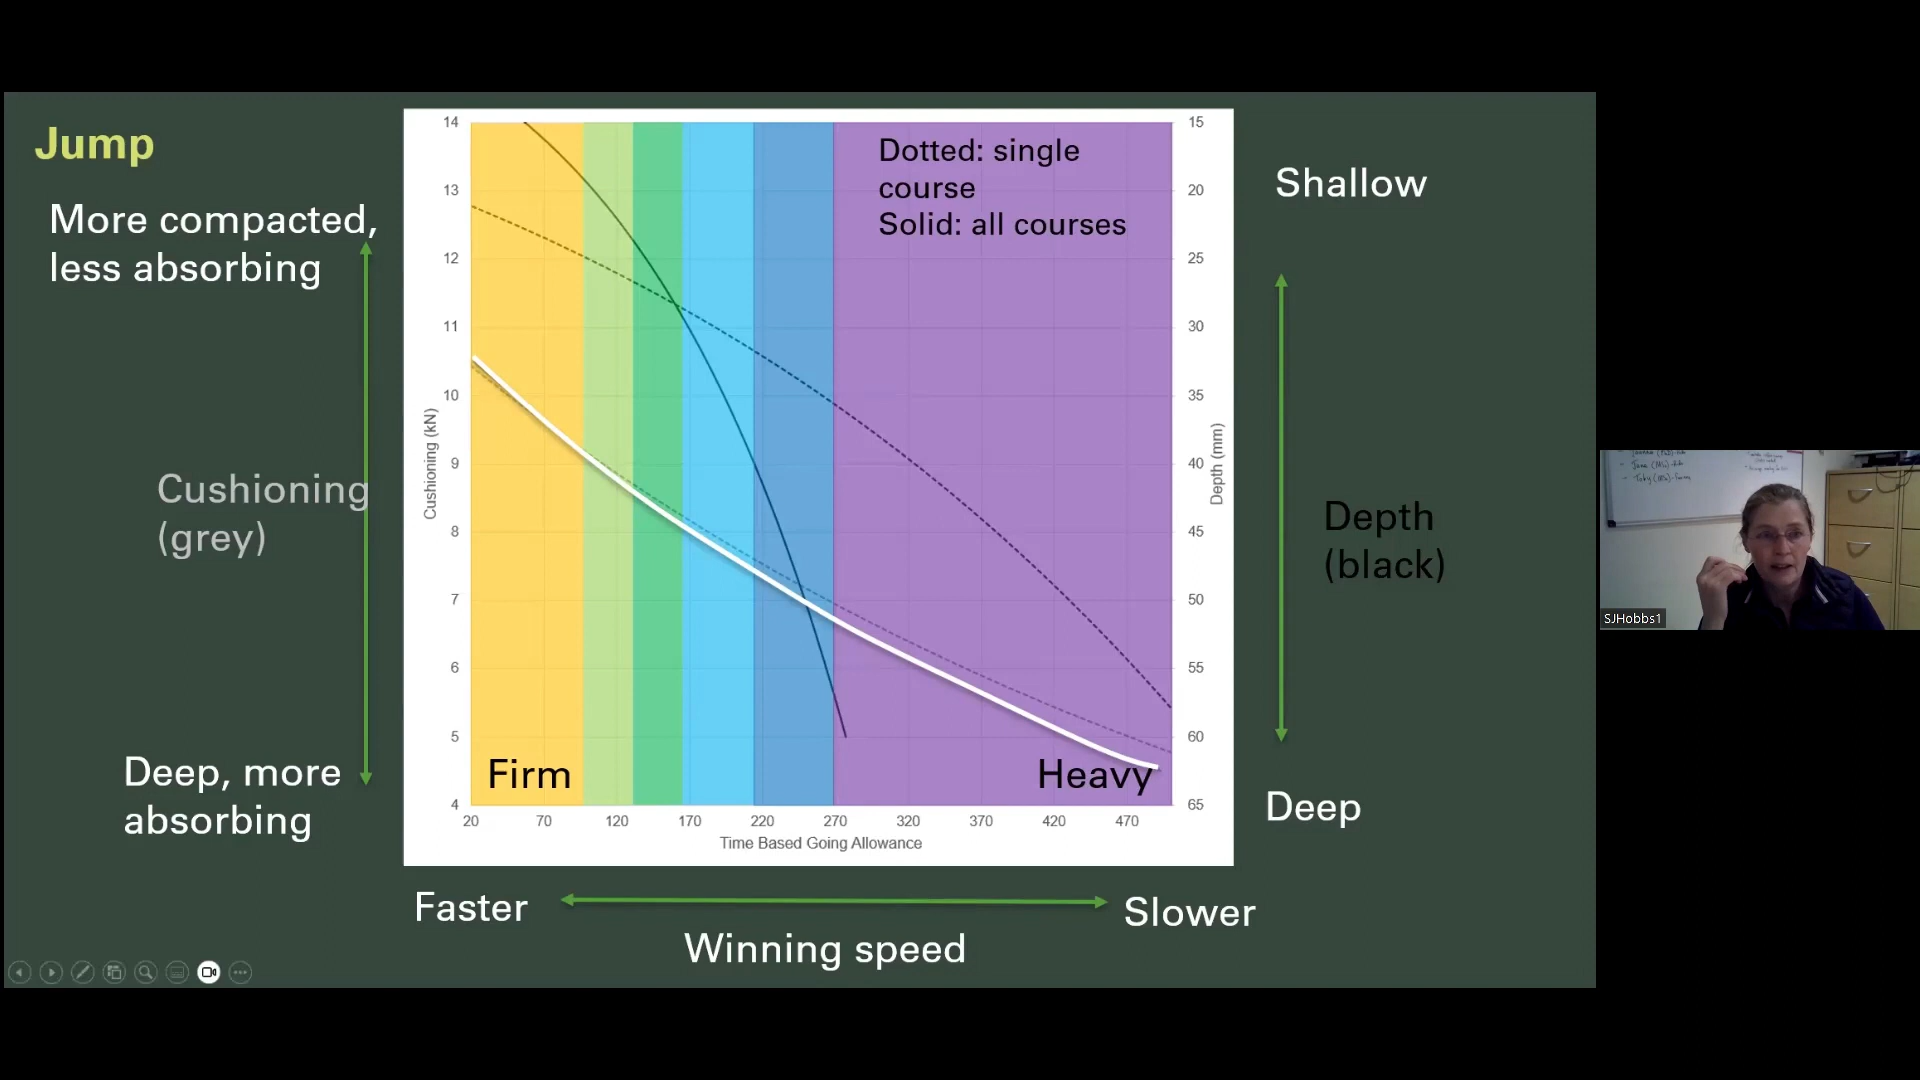 Jump
More compacted,
less absorbing
Cushioning
(grey)
Deep, more
absorbing
14
13
12
11
10
9
8
7
6
5
4
Cushioning (kN)
Dotted: single
course
Solid: all courses
Firm
Heavy
15
20
25
30
35
40
45
50
55
60
65
Depth (mm)
20 70 120 170 220 270 320 370 420 470
Time Based Going Allowance
Shallow
Depth
(black)
Deep
Faster
Slower
Winning speed
SJHobbs1